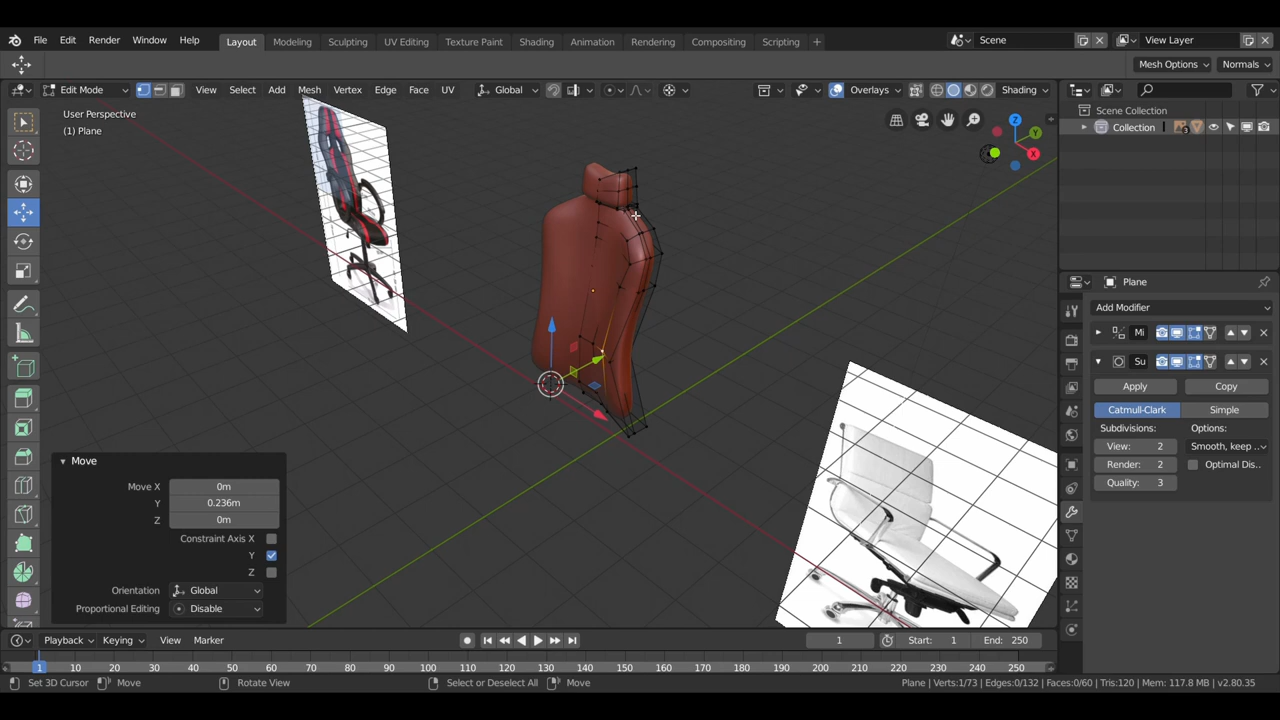 File Edit Render Window Help Layout Modeling Sculpting UV Editing Texture Paint Shading Animation Rendering Compositing Scripting + Scene View Layer
Mesh Options Normals
Edit Mode View Select Add Mesh Vertex Edge Face UV Global Overlays Shading
User Perspective
(1) Plane
Scene Collection
Collection 3
Z
Y
X
Plane
Add Modifier
Mi
Su
Apply Copy
Catmull-Clark Simple
Subdivisions: Options:
View: 2 Smooth, keep ..
Render: 2 Optimal Dis..
Quality: 3
Move
Move X 0m
Y 0.236m
Z 0m
Constraint Axis X
Y
Z
Orientation Global
Proportional Editing Disable
Playback Keying View Marker 1 Start: 1 End: 250
1 10 20 30 40 50 60 70 80 90 100 110 120 130 140 150 160 170 180 190 200 210 220 230 240 250
Set 3D Cursor Move Rotate View Select or Deselect All Move Plane | Verts:1/73 | Edges:0/132 | Faces:0/60 | Tris:120 | Mem: 117.8 MB | v2.80.35